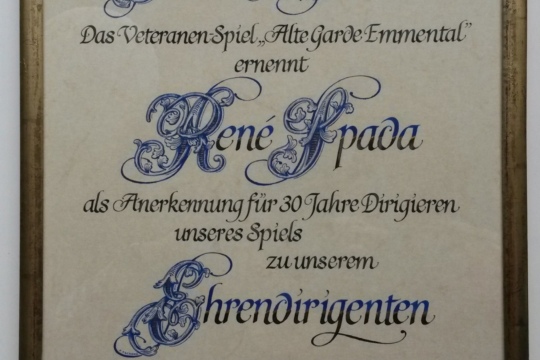 Das Veteranen-Spiel „Alte Garde Emmental”
ernennt
René Spada
als Anerkennung für 30 Jahre Dirigieren
unseres Spiels
zu unserem
Ehrendirigenten